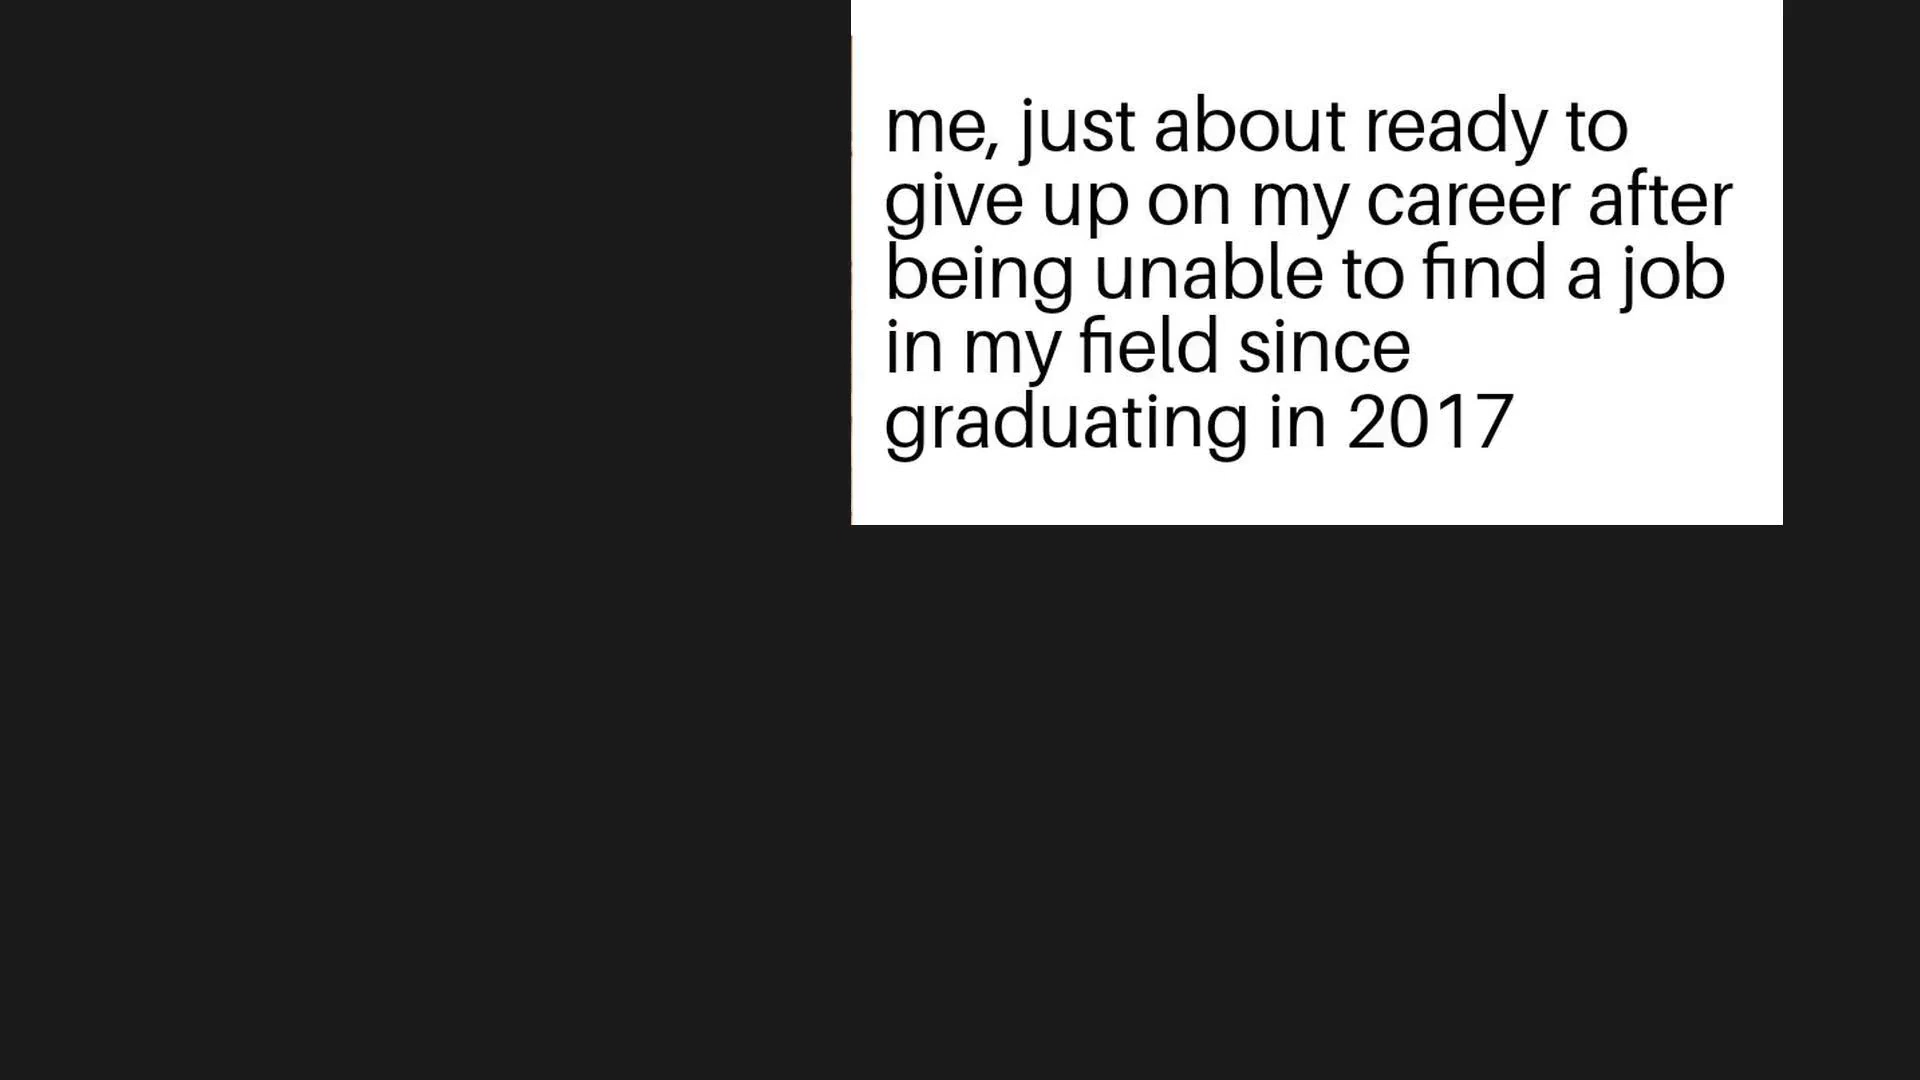 me, just about ready to
give up on my career after
being unable to find a job
in my field since
graduating in 2017